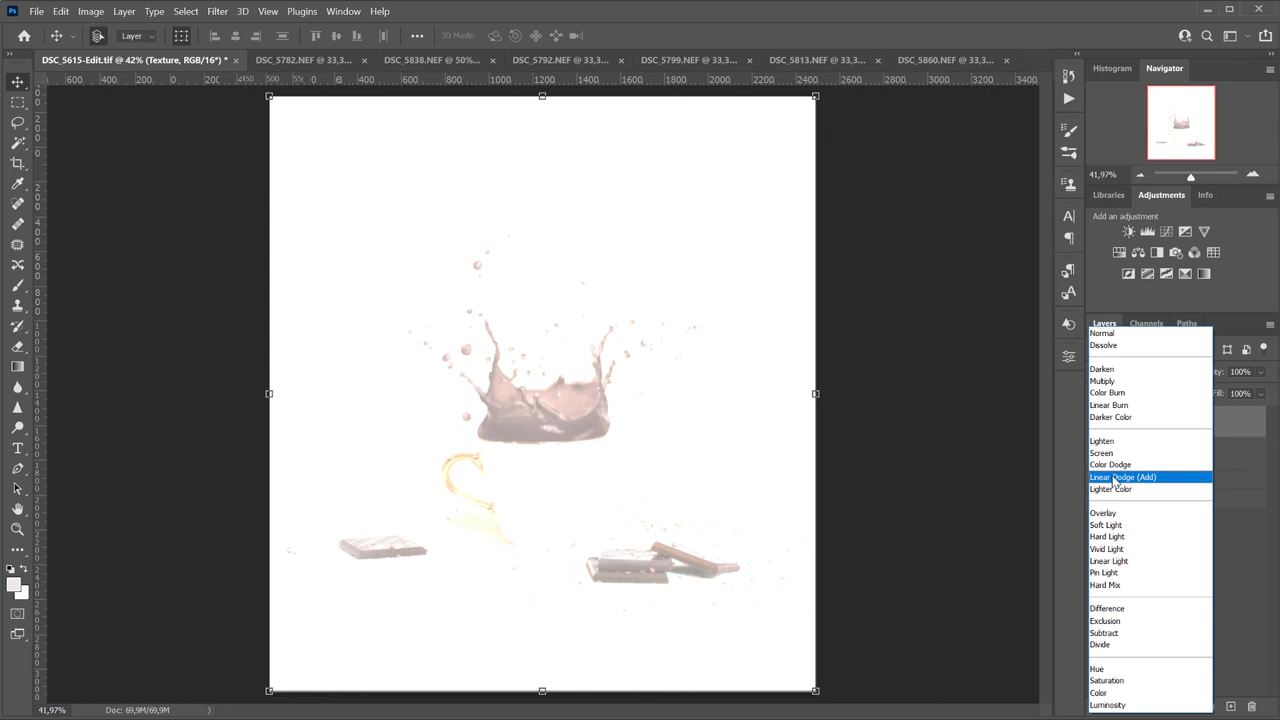 Ps File Edit Image Layer Type Select Filter 3D View Plugins Window Help
Layer 3D Mode:
DSC_5615-Edit.tif @ 42% (Texture, RGB/16*) * DSC_5782.NEF @ 33,3... DSC_5838.NEF @ 50%... DSC_5792.NEF @ 33,3... DSC_5799.NEF @ 33,3... DSC_5813.NEF @ 33,3... DSC_5860.NEF @ 33,3...
600 400 200 0 200 400 600 800 1000 1200 1400 1600 1800 2000 2200 2400 2600 2800 3000 3200 3400
Histogram Navigator
41,97%
Libraries Adjustments Info
Add an adjustment
Layers Channels Paths
Normal
Dissolve
Darken
100%
Multiply
Color Burn
Fill: 100%
Linear Burn
Darker Color
Lighten
Screen
Color Dodge
Linear Dodge (Add)
Lighter Color
Overlay
Soft Light
Hard Light
Vivid Light
Linear Light
Pin Light
Hard Mix
Difference
Exclusion
Subtract
Divide
Hue
Saturation
Color
Luminosity
41,97% Doc: 69,9M/69,9M